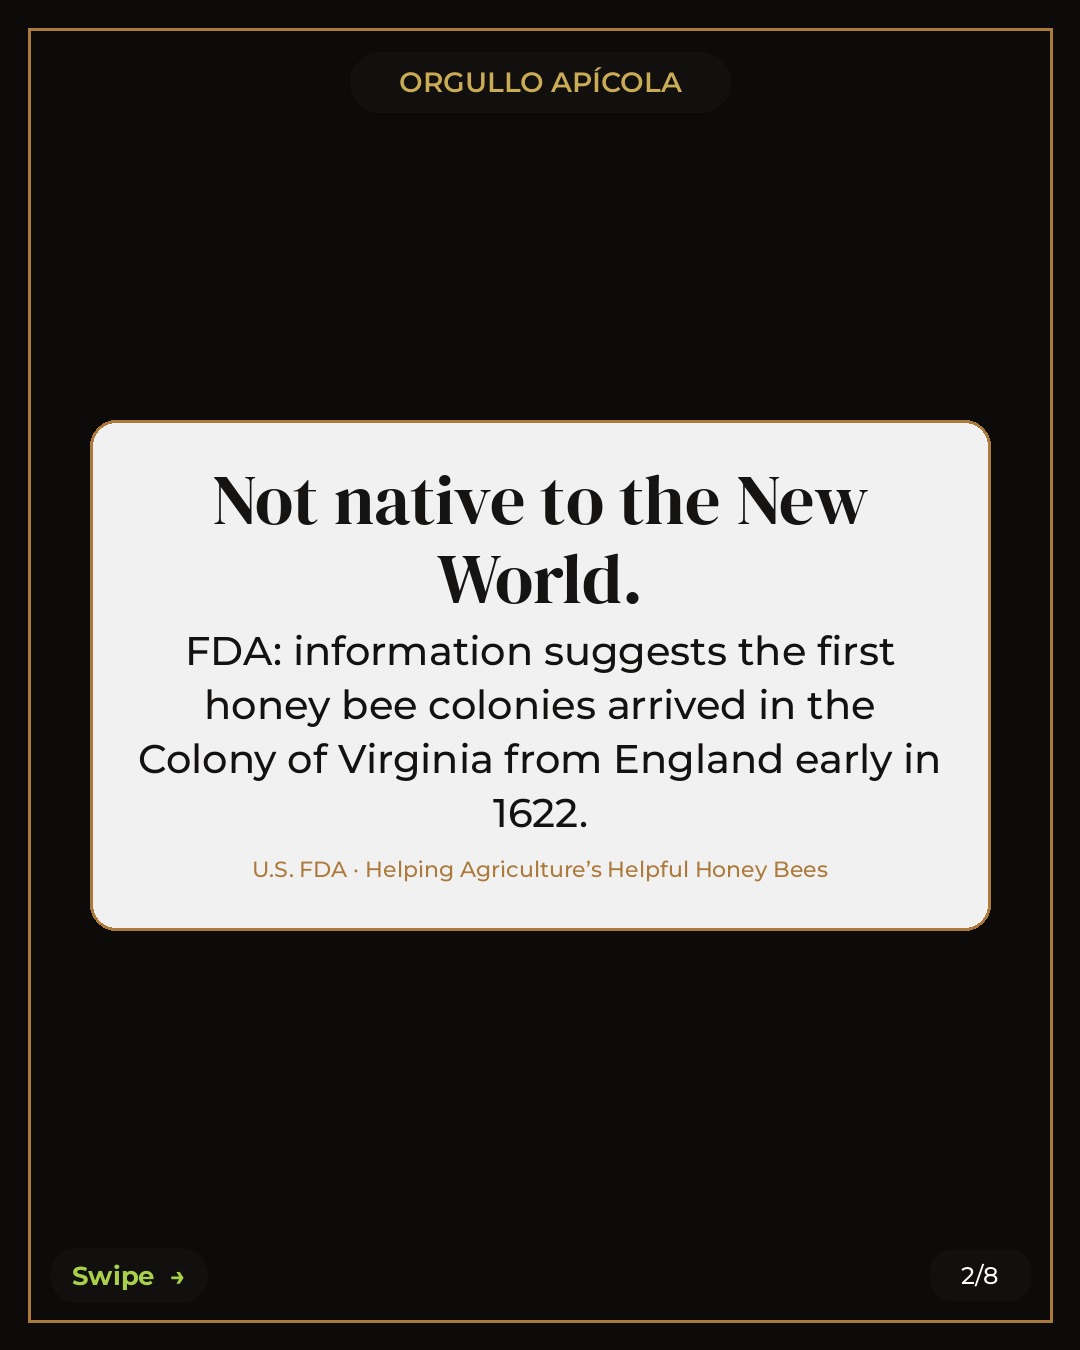 ORGULLO APÍCOLA
Not native to the New
World.
FDA: information suggests the first
honey bee colonies arrived in the
Colony of Virginia from England early in
1622.
U.S. FDA · Helping Agriculture’s Helpful Honey Bees
Swipe →
2/8